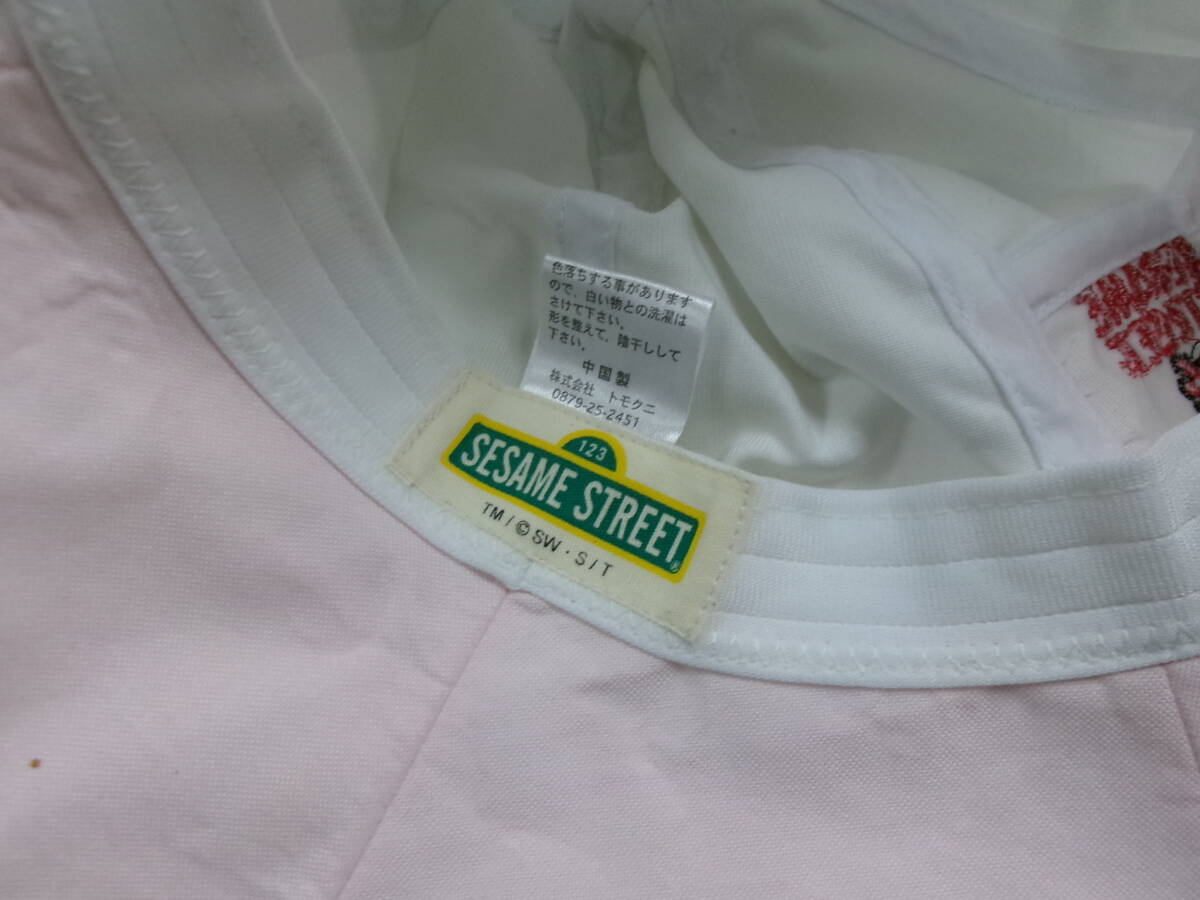 色落ちする事があります
ので、白い物との洗濯は
さけて下さい。
形を整えて、陰干しして
下さい。
中国製
株式会社 トモクニ
0879-25-2451
123
SESAME STREET®
TM/©SW・S/T